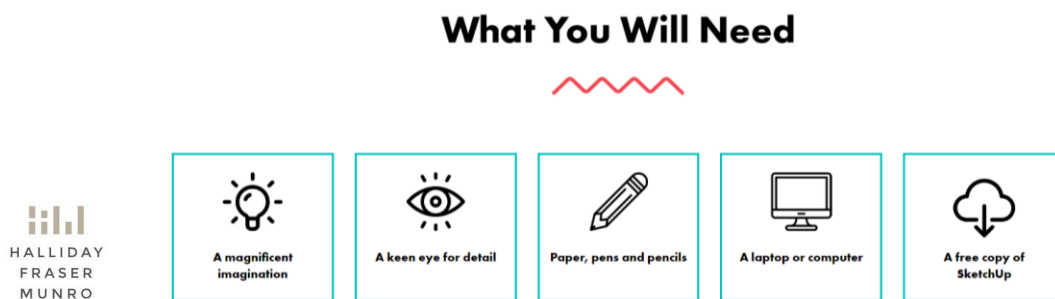 What You Will Need
A magnificent
imagination
A keen eye for detail
Paper, pens and pencils
A laptop or computer
A free copy of
SketchUp
HALLIDAY
FRASER
MUNRO